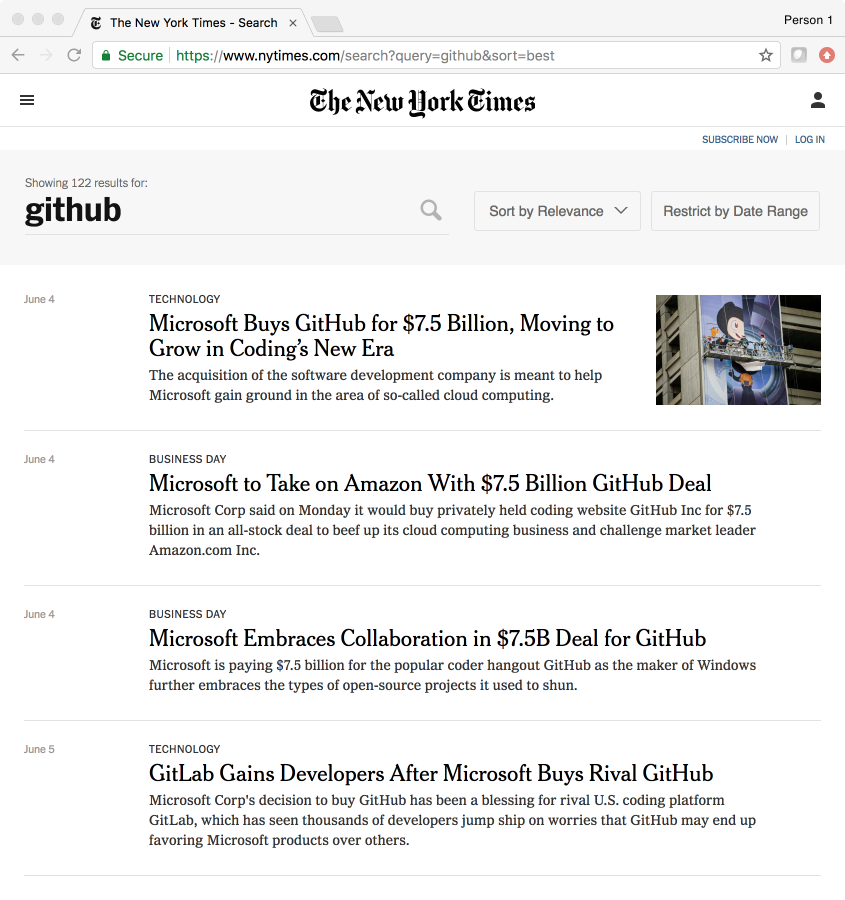 The New York Times - Search
Person 1
Secure https://www.nytimes.com/search?query=github&sort=best
The New York Times
SUBSCRIBE NOW | LOG IN
Showing 122 results for:
github
Sort by Relevance
Restrict by Date Range
June 4
TECHNOLOGY
Microsoft Buys GitHub for $7.5 Billion, Moving to
Grow in Coding’s New Era
The acquisition of the software development company is meant to help
Microsoft gain ground in the area of so-called cloud computing.
June 4
BUSINESS DAY
Microsoft to Take on Amazon With $7.5 Billion GitHub Deal
Microsoft Corp said on Monday it would buy privately held coding website GitHub Inc for $7.5
billion in an all-stock deal to beef up its cloud computing business and challenge market leader
Amazon.com Inc.
June 4
BUSINESS DAY
Microsoft Embraces Collaboration in $7.5B Deal for GitHub
Microsoft is paying $7.5 billion for the popular coder hangout GitHub as the maker of Windows
further embraces the types of open-source projects it used to shun.
June 5
TECHNOLOGY
GitLab Gains Developers After Microsoft Buys Rival GitHub
Microsoft Corp's decision to buy GitHub has been a blessing for rival U.S. coding platform
GitLab, which has seen thousands of developers jump ship on worries that GitHub may end up
favoring Microsoft products over others.